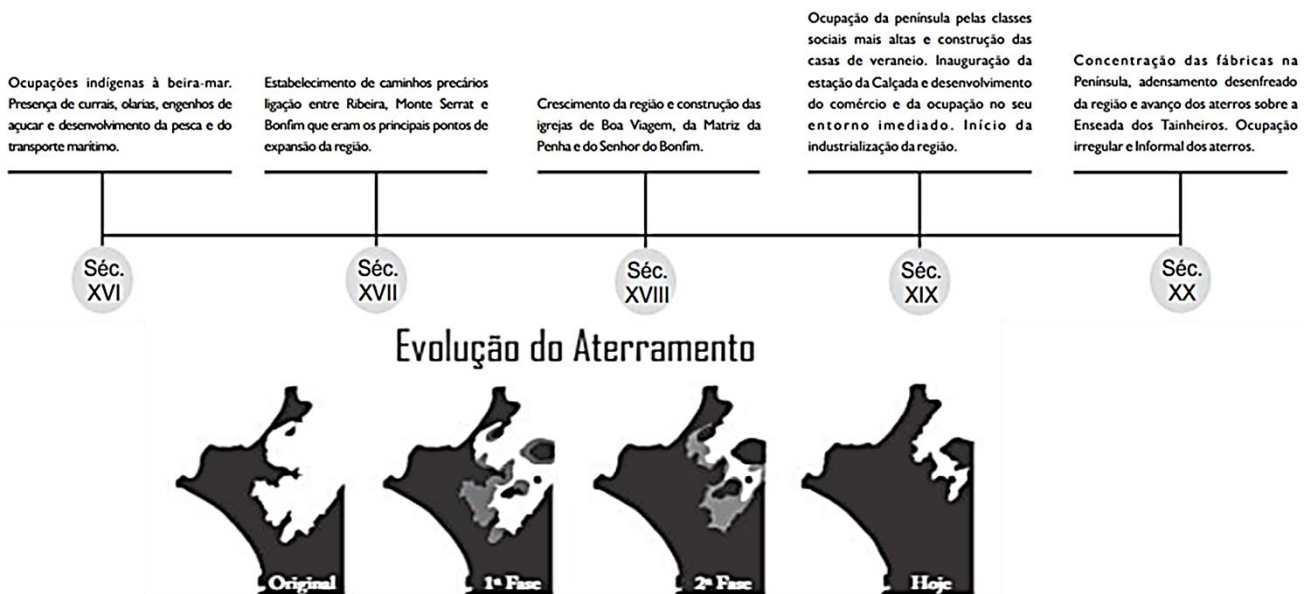 Ocupações indígenas à beira-mar.
Presença de currais, olarias, engenhos de
açucar e desenvolvimento da pesca e do
transporte marítimo.
Estabelecimento de caminhos precários
ligação entre Ribeira, Monte Serrat e
Bonfim que eram os principais pontos de
expansão da região.
Crescimento da região e construção das
igrejas de Boa Viagem, da Matriz da
Penha e do Senhor do Bonfim.
Ocupação da península pelas classes
sociais mais altas e construção das
casas de veraneio. Inauguração da
estação da Calçada e desenvolvimento
do comércio e da ocupação no seu
entorno imediado. Início da
industrialização da região.
Concentração das fábricas na
Península, adensamento desenfreado
da região e avanço dos aterros sobre a
Enseada dos Tainheiros. Ocupação
irregular e Informal dos aterros.
Séc.
XVI
Séc.
XVII
Séc.
XVIII
Séc.
XIX
Séc.
XX
Evolução do Aterramento
Original
1ª Fase
2ª Fase
Hoje